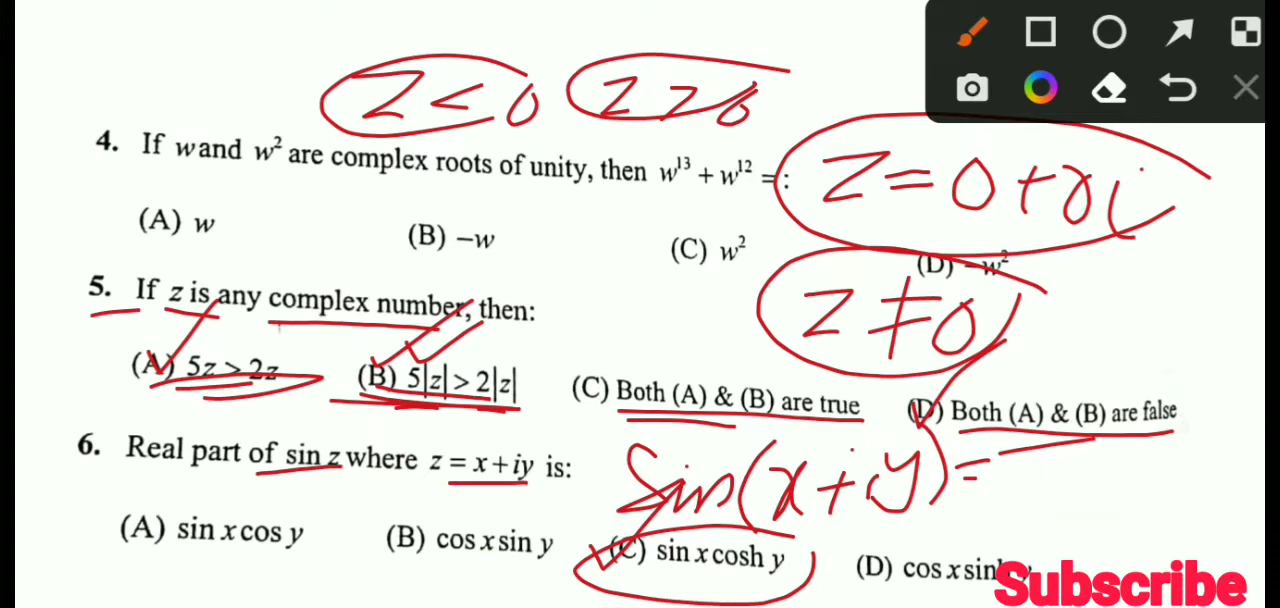 z < 0 z > 0
4. If w and w² are complex roots of unity, then w¹³ + w¹² = :
z = 0 + 0i
(A) w (B) –w (C) w² (D) –w²
z ≠ 0
5. If z is any complex number, then:
(A) 5z > 2z (B) 5|z| > 2|z| (C) Both (A) & (B) are true (D) Both (A) & (B) are false
6. Real part of sin z where z = x + iy is:
Sin(x + iy) =
(A) sin x cos y (B) cos x sin y (C) sin x cosh y (D) cos x sin
Subscribe